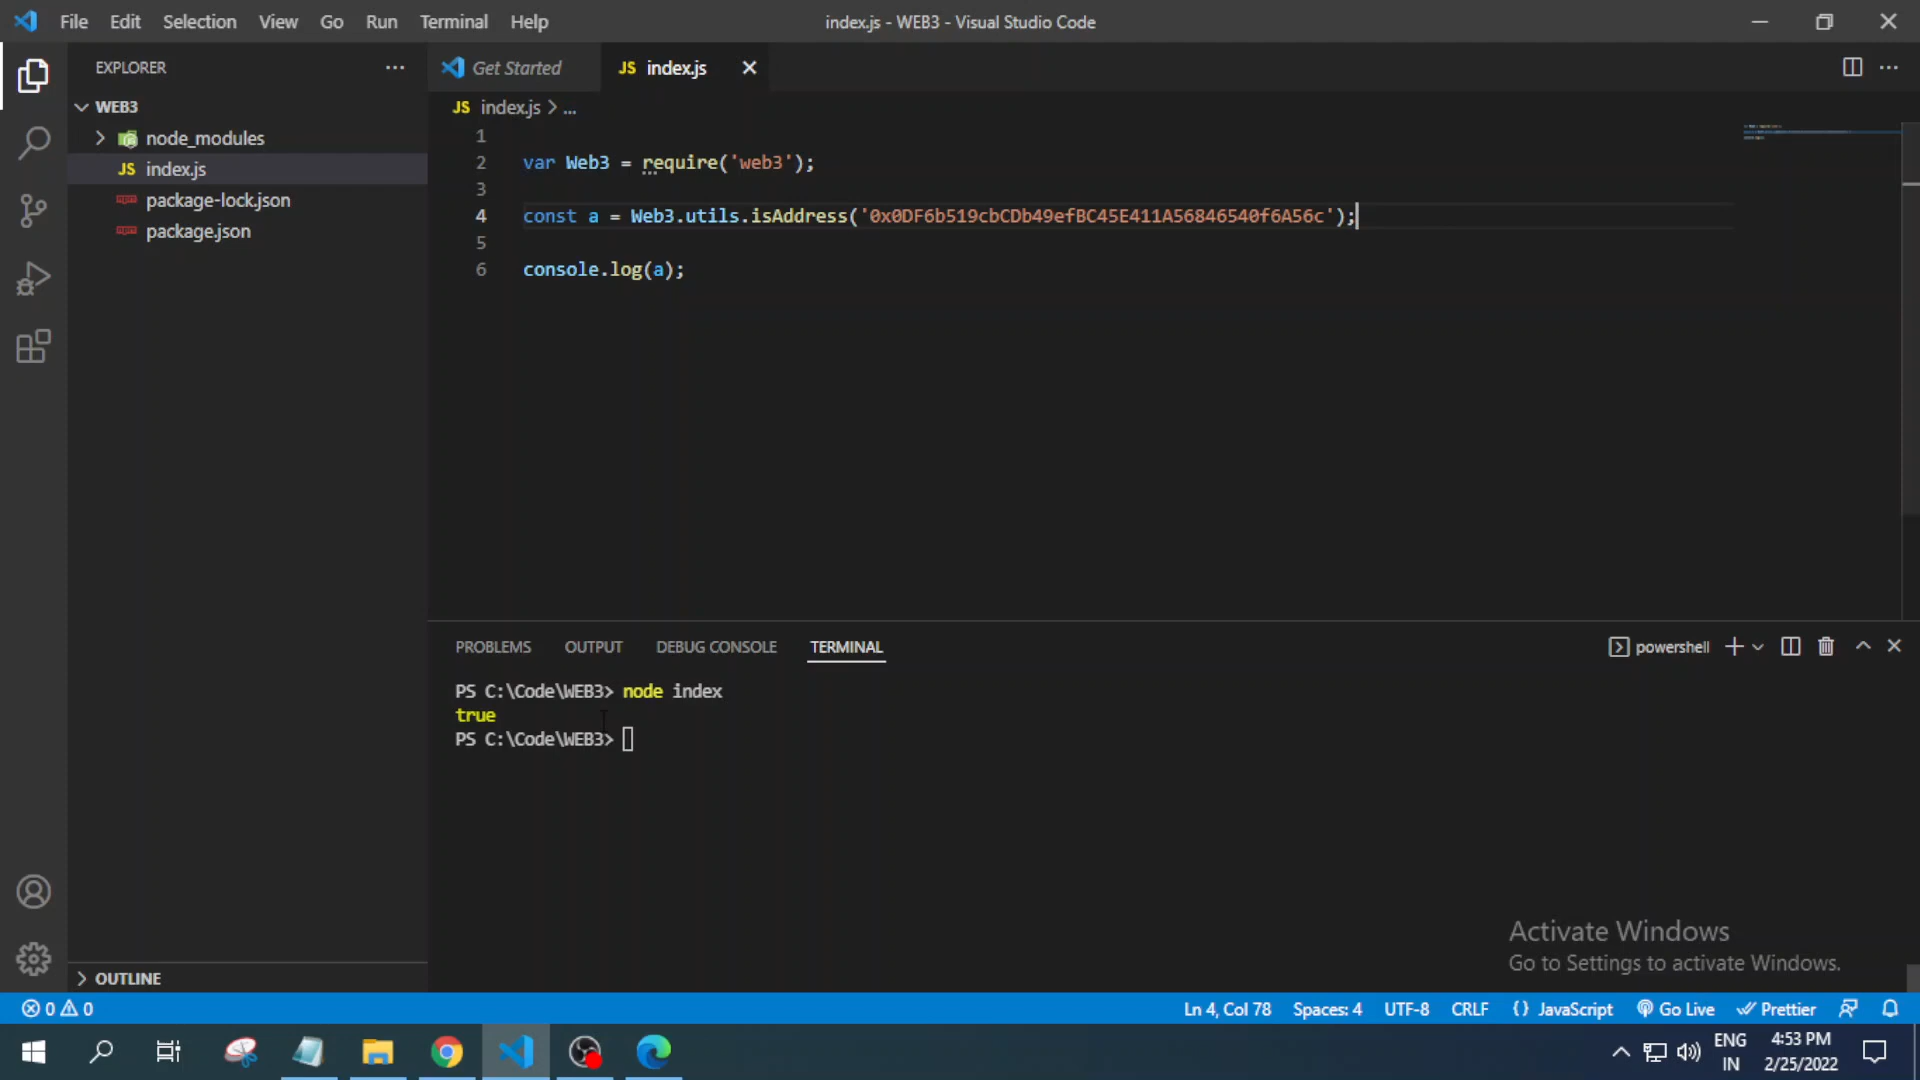 File Edit Selection View Go Run Terminal Help
index.js - WEB3 - Visual Studio Code
EXPLORER
WEB3
node_modules
JS index.js
package-lock.json
package.json
OUTLINE
Get Started
JS index.js
JS index.js > ...
1
2 var Web3 = require('web3');
3
4 const a = Web3.utils.isAddress('0x0DF6b519cbCDb49efBC45E411A56846540f6A56c');
5
6 console.log(a);
PROBLEMS OUTPUT DEBUG CONSOLE TERMINAL
powershell
PS C:\Code\WEB3> node index
true
PS C:\Code\WEB3>
Activate Windows
Go to Settings to activate Windows.
0 0
Ln 4, Col 78 Spaces: 4 UTF-8 CRLF {} JavaScript Go Live Prettier
ENG
IN
4:53 PM
2/25/2022